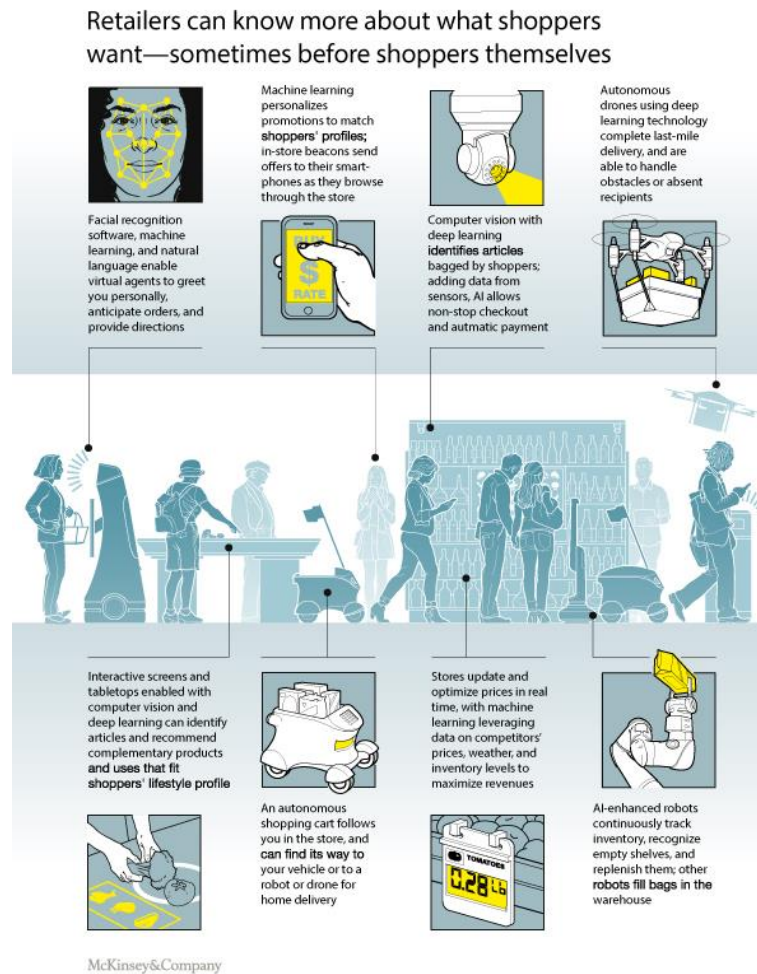 Retailers can know more about what shoppers
want—sometimes before shoppers themselves
Facial recognition
software, machine
learning, and natural
language enable
virtual agents to greet
you personally,
anticipate orders, and
provide directions
Machine learning
personalizes
promotions to match
shoppers' profiles;
in-store beacons send
offers to their smart-
phones as they browse
through the store
BUY
$
RATE
Computer vision with
deep learning
identifies articles
bagged by shoppers;
adding data from
sensors, AI allows
non-stop checkout
and autmatic payment
Autonomous
drones using deep
learning technology
complete last-mile
delivery, and are
able to handle
obstacles or absent
recipients
Interactive screens and
tabletops enabled with
computer vision and
deep learning can identify
articles and recommend
complementary products
and uses that fit
shoppers' lifestyle profile
An autonomous
shopping cart follows
you in the store, and
can find its way to
your vehicle or to a
robot or drone for
home delivery
Stores update and
optimize prices in real
time, with machine
learning leveraging
data on competitors'
prices, weather, and
inventory levels to
maximize revenues
TOMATOES
0.28 Lb
AI-enhanced robots
continuously track
inventory, recognize
empty shelves, and
replenish them; other
robots fill bags in the
warehouse
McKinsey&Company